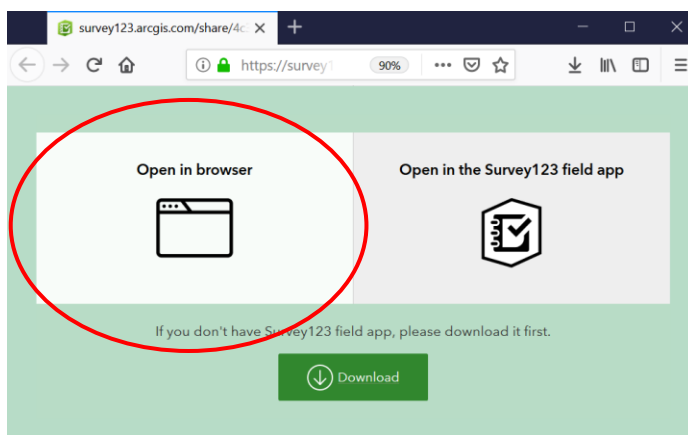 survey123.arcgis.com/share/4c
https://survey1
90%
Open in browser
Open in the Survey123 field app
If you don't have Survey123 field app, please download it first.
Download